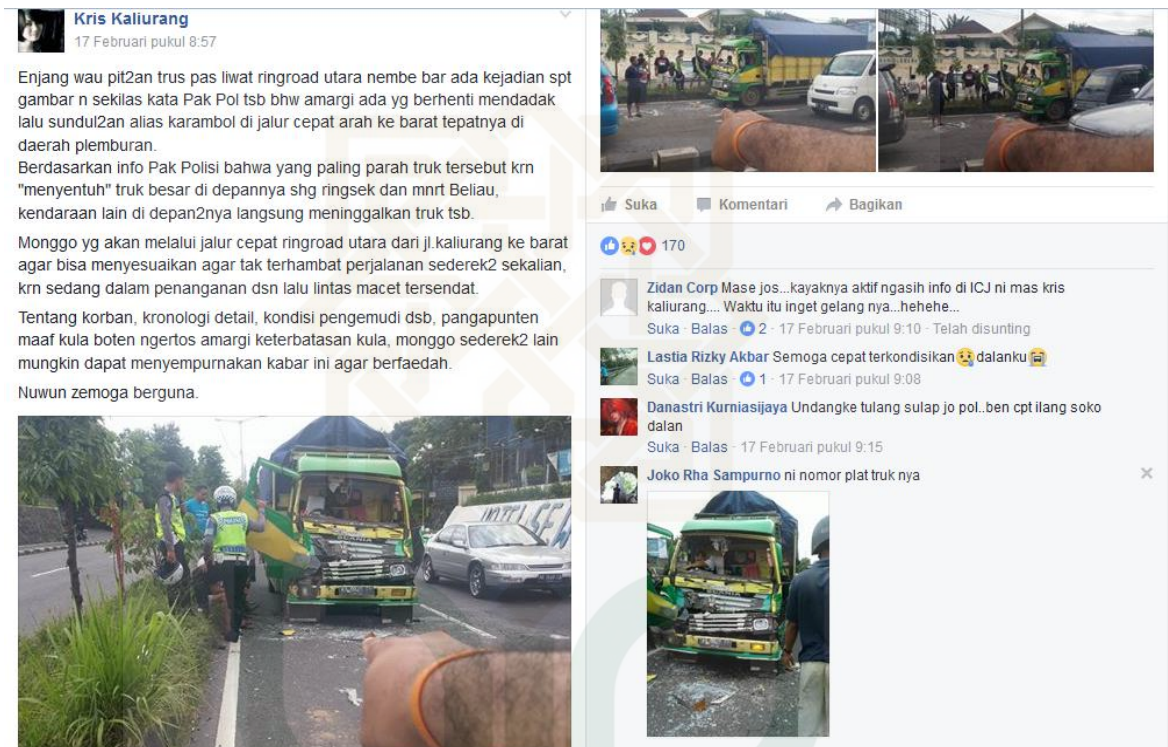 Kris Kaliurang
17 Februari pukul 8:57
Enjang wau pit2an trus pas liwat ringroad utara nembe bar ada kejadian spt
gambar n sekilas kata Pak Pol tsb bhw amargi ada yg berhenti mendadak
lalu sundul2an alias karambol di jalur cepat arah ke barat tepatnya di
daerah plemburan.
Berdasarkan info Pak Polisi bahwa yang paling parah truk tersebut krn
"menyentuh" truk besar di depannya shg ringsek dan mnrt Beliau,
kendaraan lain di depan2nya langsung meninggalkan truk tsb.
Monggo yg akan melalui jalur cepat ringroad utara dari jl.kaliurang ke barat
agar bisa menyesuaikan agar tak terhambat perjalanan sederek2 sekalian,
krn sedang dalam penanganan dsn lalu lintas macet tersendat.
Tentang korban, kronologi detail, kondisi pengemudi dsb, pangapunten
maaf kula boten ngertos amargi keterbatasan kula, monggo sederek2 lain
mungkin dapat menyempurnakan kabar ini agar berfaedah.
Nuwun zemoga berguna.
SCANIA
Suka Komentari Bagikan
170
Zidan Corp Mase jos...kayaknya aktif ngasih info di ICJ ni mas kris
kaliurang.... Waktu itu inget gelang nya...hehehe...
Suka · Balas · 2 · 17 Februari pukul 9:10 · Telah disunting
Lastia Rizky Akbar Semoga cepat terkondisikan😢dalanku😭
Suka · Balas · 1 · 17 Februari pukul 9:08
Danastri Kurniasijaya Undangke tulang sulap jo pol..ben cpt ilang soko
dalan
Suka · Balas · 17 Februari pukul 9:15
Joko Rha Sampurno ni nomor plat truk nya
SCANIA